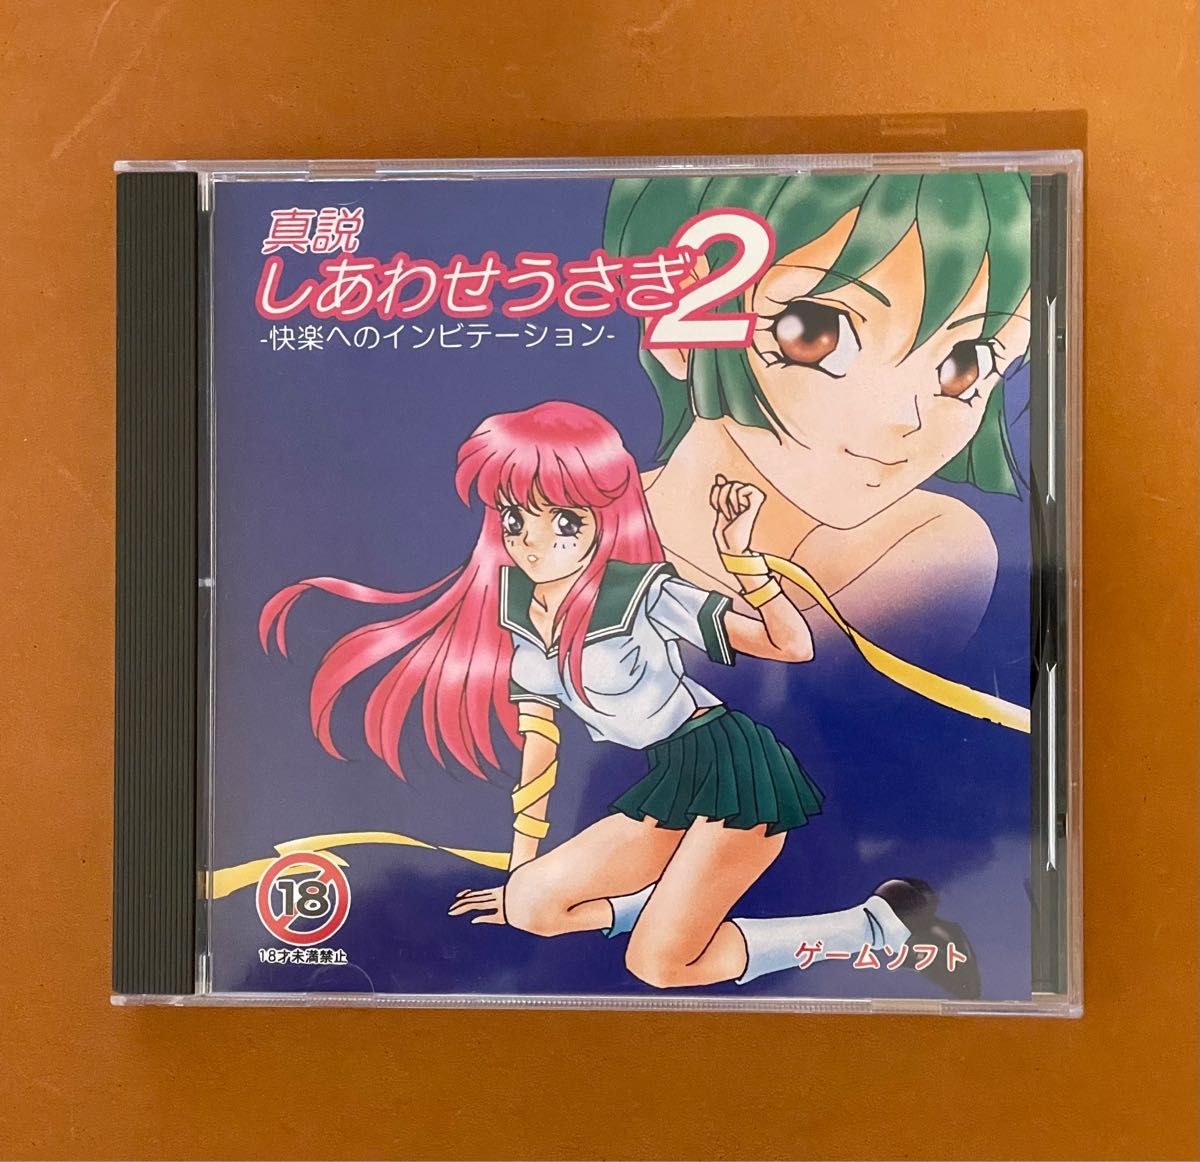 真説
しあわせうさぎ2
-快楽へのインビテーション-
18
18才未満禁止
ゲームソフト